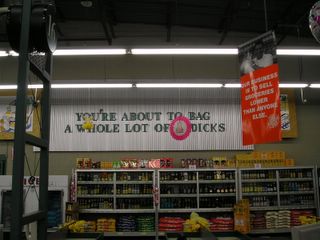 YOU'RE ABOUT TO BAG
A WHOLE LOT OF DICKS
OUR BUSINESS
IS IN TO SELL
GROCERIES
LOWER
THAN ANYONE
ELSE.